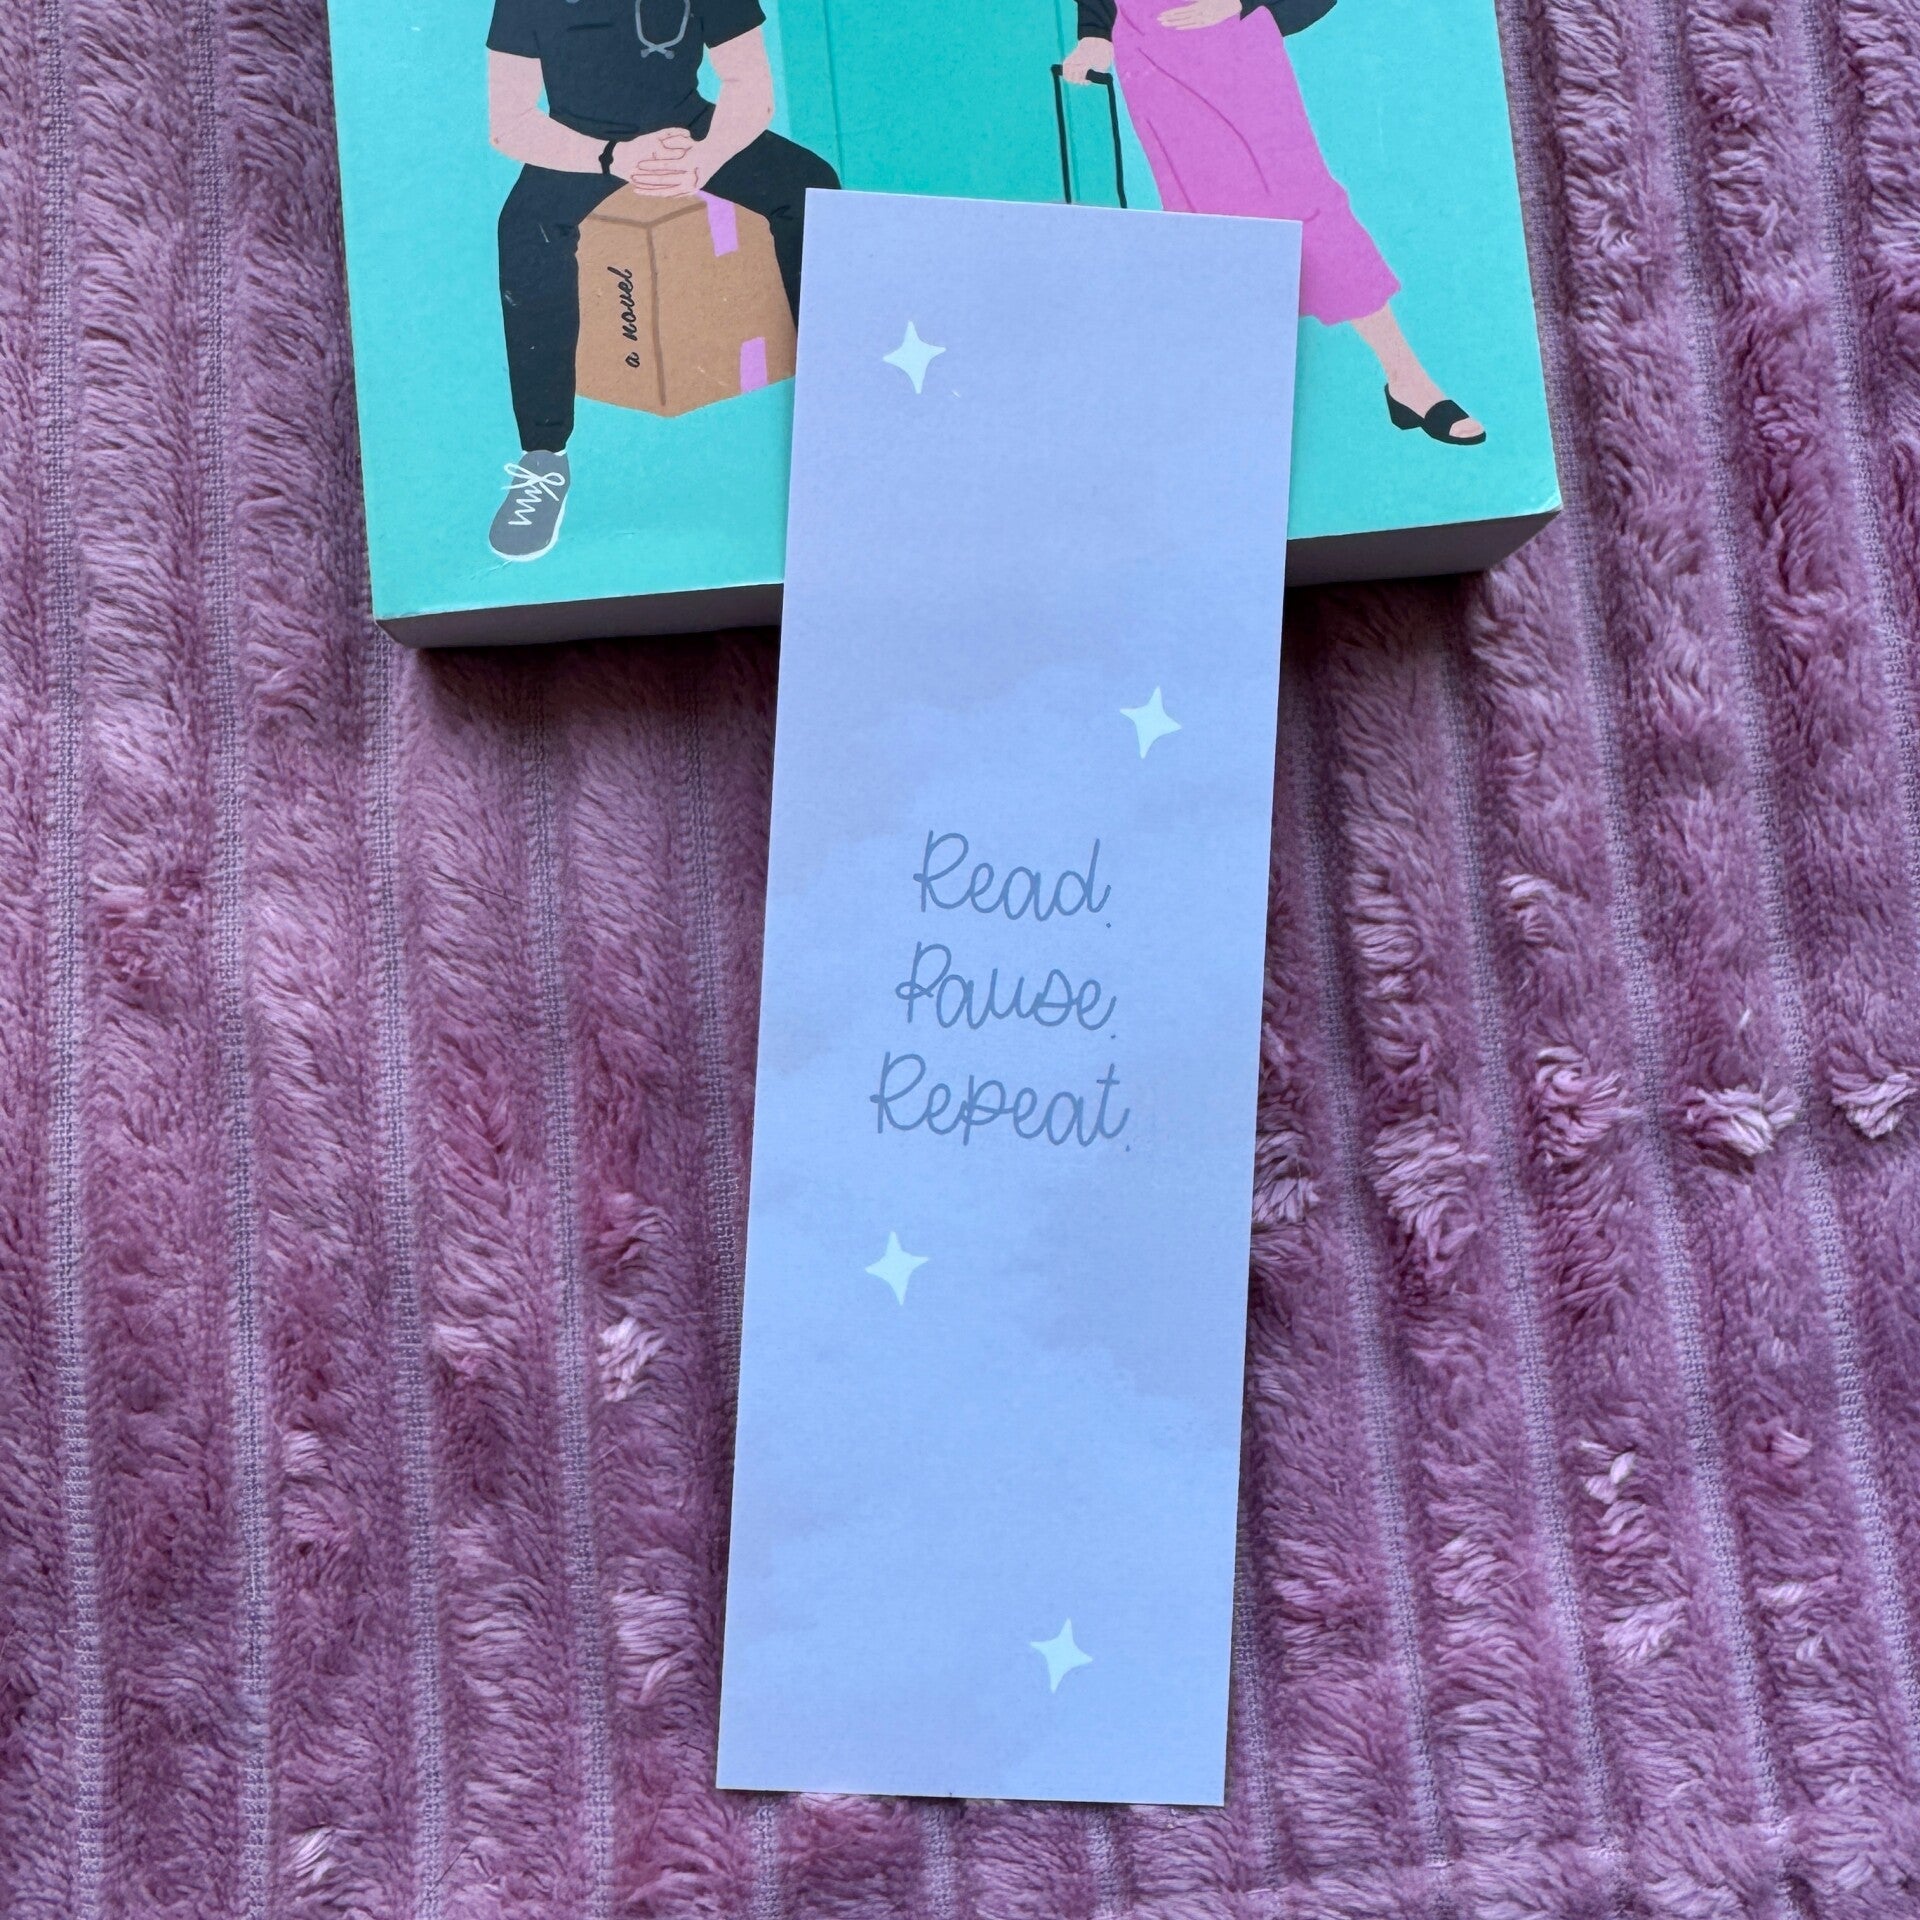 a novel
Read.
Pause.
Repeat.